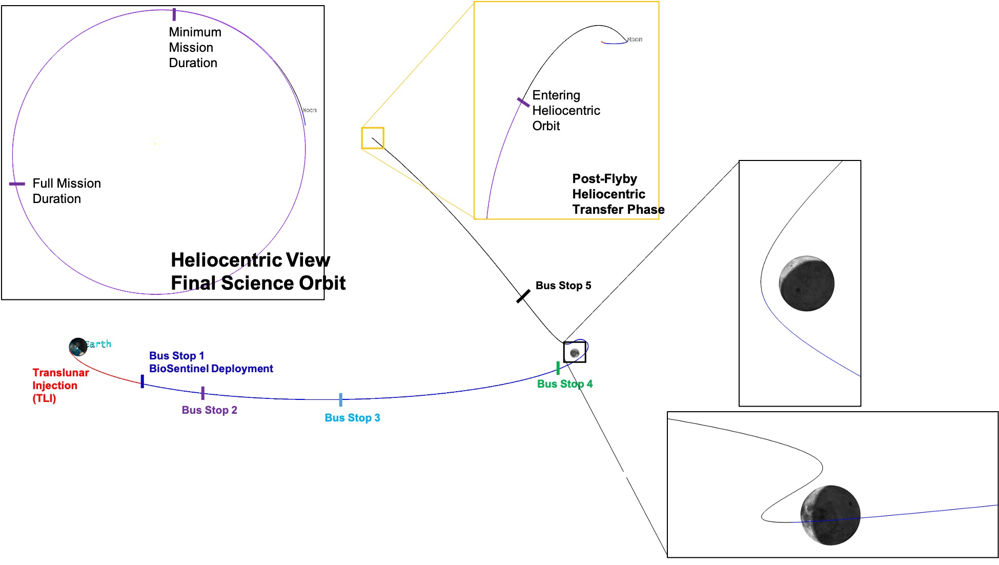 Minimum
Mission
Duration
Moon
Full Mission
Duration
Heliocentric View
Final Science Orbit
Moon
Entering
Heliocentric
Orbit
Post-Flyby
Heliocentric
Transfer Phase
Bus Stop 5
Earth
Translunar
Injection
(TLI)
Bus Stop 1
BioSentinel Deployment
Bus Stop 2
Bus Stop 3
Bus Stop 4